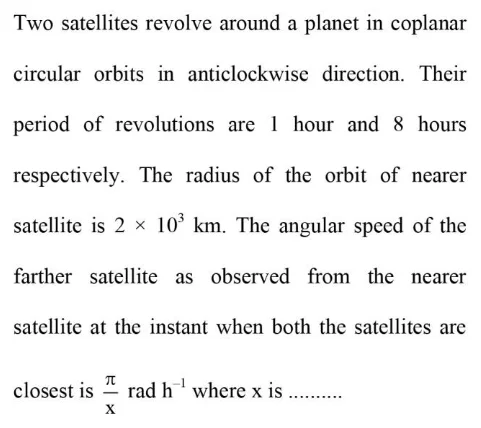 Two satellites revolve around a planet in coplanar
circular orbits in anticlockwise direction. Their
period of revolutions are 1 hour and 8 hours
respectively. The radius of the orbit of nearer
satellite is 2 × 10³ km. The angular speed of the
farther satellite as observed from the nearer
satellite at the instant when both the satellites are
closest is π/x rad h⁻¹ where x is ..........